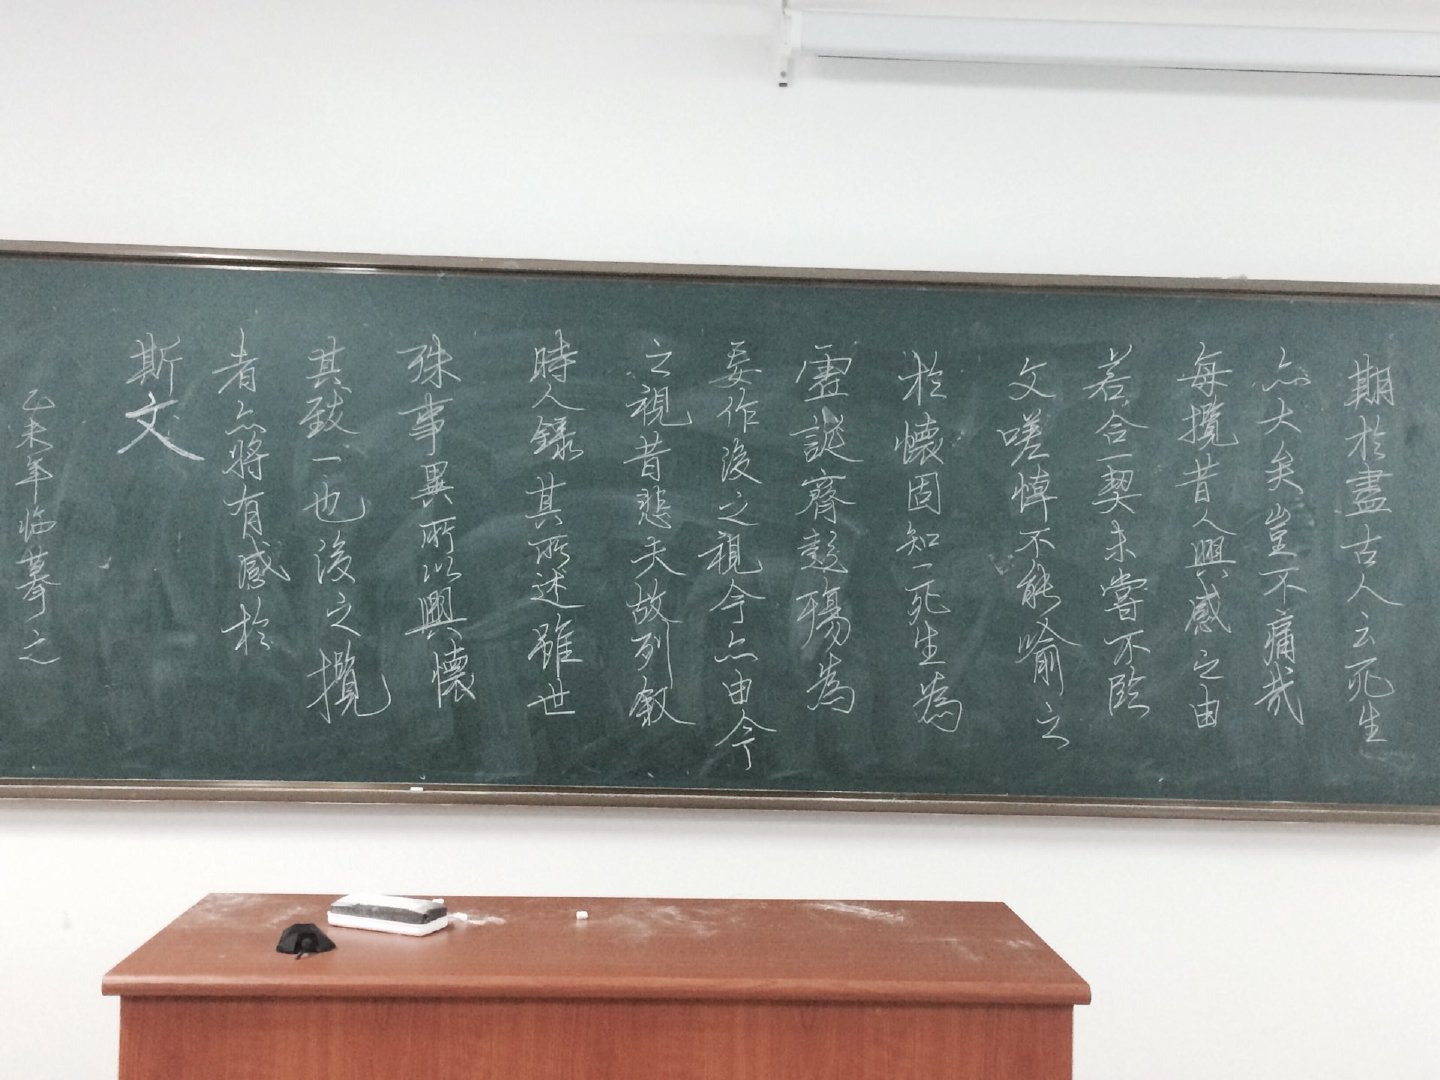 期於盡古人云死生
亦大矣豈不痛哉
每攬昔人興感之由
若合一契未嘗不臨
文嗟悼不能喻之
於懷固知一死生為
虛誕齊彭殤為
妄作後之視今亦由今
之視昔悲夫故列敘
時人錄其所述雖世
殊事異所以興懷
其致一也後之攬
者亦將有感於
斯文
乙未年临摹之